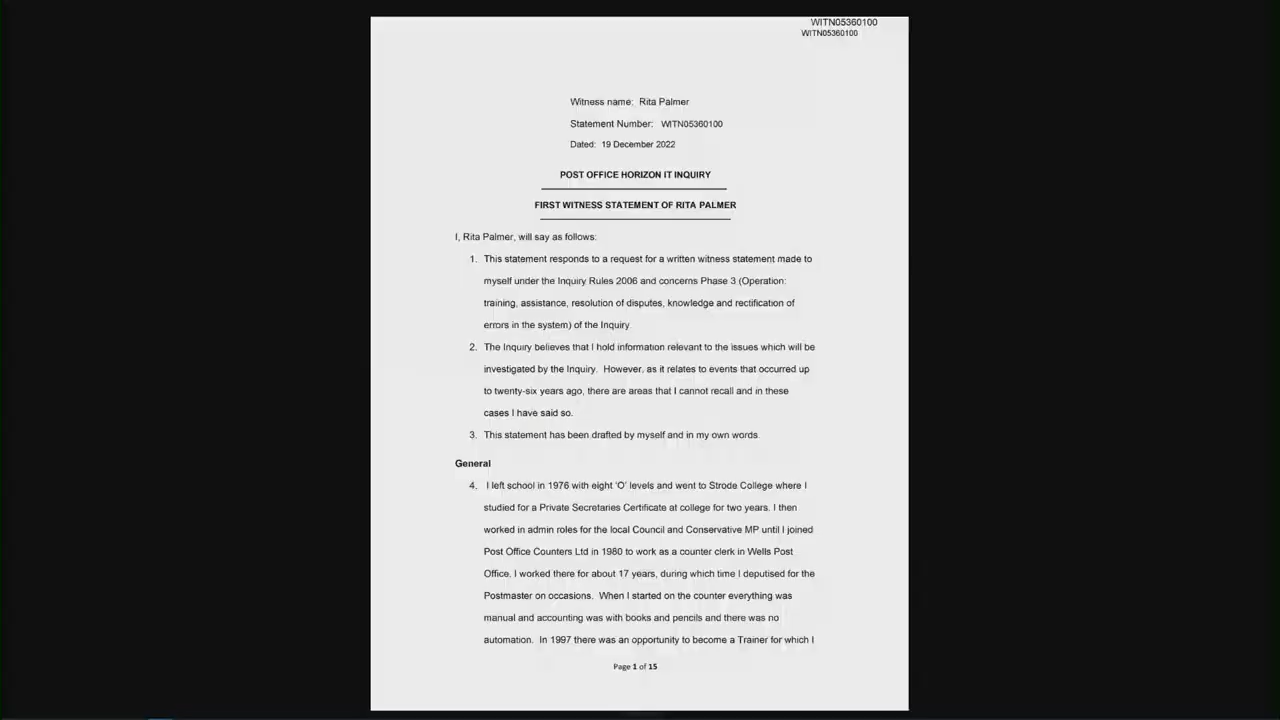 WITN05360100
WITN05360100
Witness name: Rita Palmer
Statement Number: WITN05360100
Dated: 19 December 2022
POST OFFICE HORIZON IT INQUIRY
FIRST WITNESS STATEMENT OF RITA PALMER
I, Rita Palmer, will say as follows:
1. This statement responds to a request for a written witness statement made to
myself under the Inquiry Rules 2006 and concerns Phase 3 (Operation:
training, assistance, resolution of disputes, knowledge and rectification of
errors in the system) of the Inquiry.
2. The Inquiry believes that I hold information relevant to the issues which will be
investigated by the Inquiry. However, as it relates to events that occurred up
to twenty-six years ago, there are areas that I cannot recall and in these
cases I have said so.
3. This statement has been drafted by myself and in my own words.
General
4. I left school in 1976 with eight 'O' levels and went to Strode College where I
studied for a Private Secretaries Certificate at college for two years. I then
worked in admin roles for the local Council and Conservative MP until I joined
Post Office Counters Ltd in 1980 to work as a counter clerk in Wells Post
Office. I worked there for about 17 years, during which time I deputised for the
Postmaster on occasions. When I started on the counter everything was
manual and accounting was with books and pencils and there was no
automation. In 1997 there was an opportunity to become a Trainer for which I
Page 1 of 15